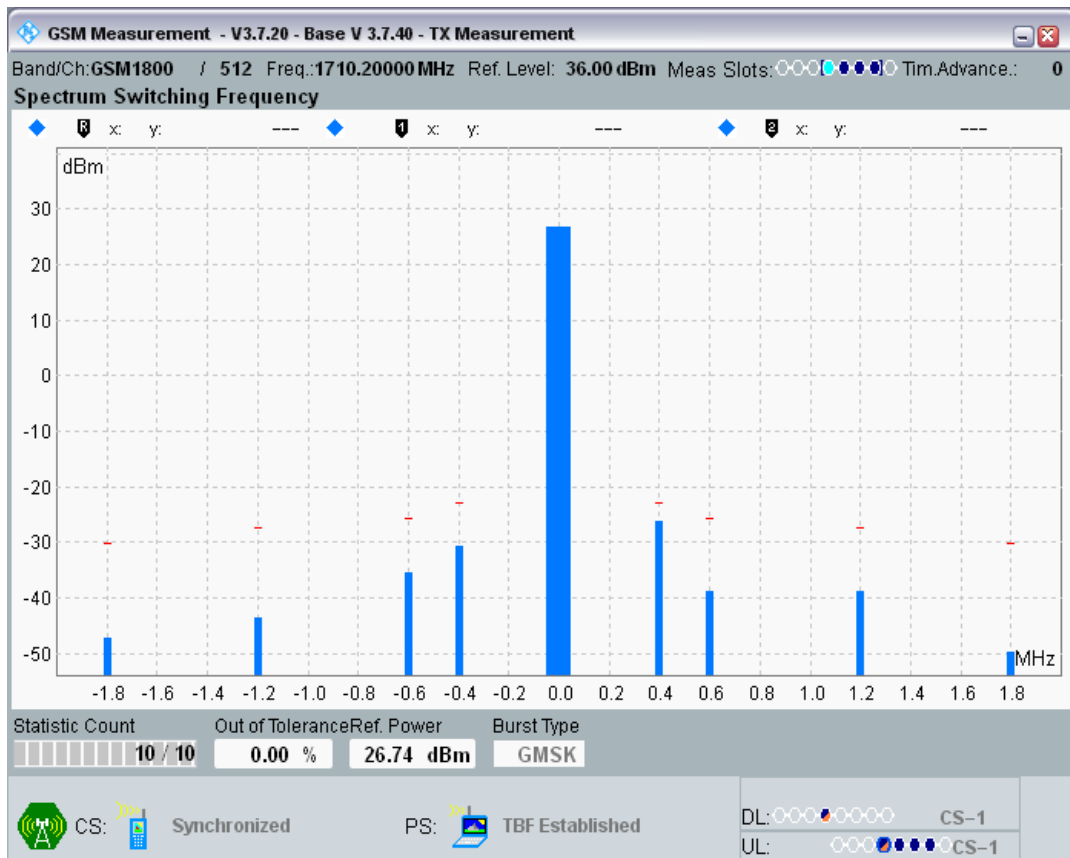 GSM Measurement - V3.7.20 - Base V 3.7.40 - TX Measurement
Band/Ch:GSM1800 / 512 Freq.:1710.20000 MHz Ref. Level: 36.00 dBm Meas Slots: Tim.Advance.: 0
Spectrum Switching Frequency
R x: y: --- 1 x: y: --- 2 x: y: ---
dBm
30
20
10
0
-10
-20
-30
-40
-50
MHz
-1.8 -1.6 -1.4 -1.2 -1.0 -0.8 -0.6 -0.4 -0.2 0.0 0.2 0.4 0.6 0.8 1.0 1.2 1.4 1.6 1.8
Statistic Count Out of Tolerance Ref. Power Burst Type
10 / 10 0.00 % 26.74 dBm GMSK
CS: Synchronized PS: TBF Established
DL: CS-1
UL: CS-1